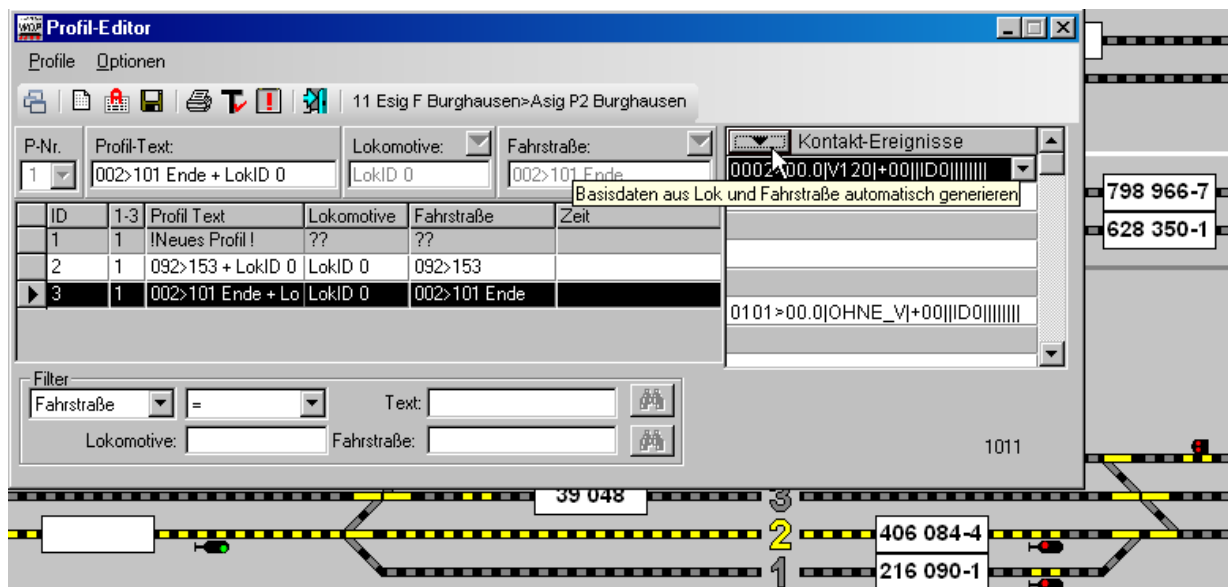 Profil-Editor
Profile Optionen
11 Esig F Burghausen>Asig P2 Burghausen
P-Nr. Profil-Text: Lokomotive: Fahrstraße: Kontakt-Ereignisse
1 002>101 Ende + LokID 0 LokID 0 002>101 Ende 0002>00.0|V120|+00||ID0||||||||
Basisdaten aus Lok und Fahrstraße automatisch generieren
ID 1-3 Profil Text Lokomotive Fahrstraße Zeit
1 1 !Neues Profil ! ?? ??
2 1 092>153 + LokID 0 LokID 0 092>153
3 1 002>101 Ende + Lo LokID 0 002>101 Ende
0101>00.0|OHNE_V|+00||ID0||||||||
Filter
Fahrstraße = Text:
Lokomotive: Fahrstraße:
1011
798 966-7
628 350-1
39 048 3
2 406 084-4
1 216 090-1